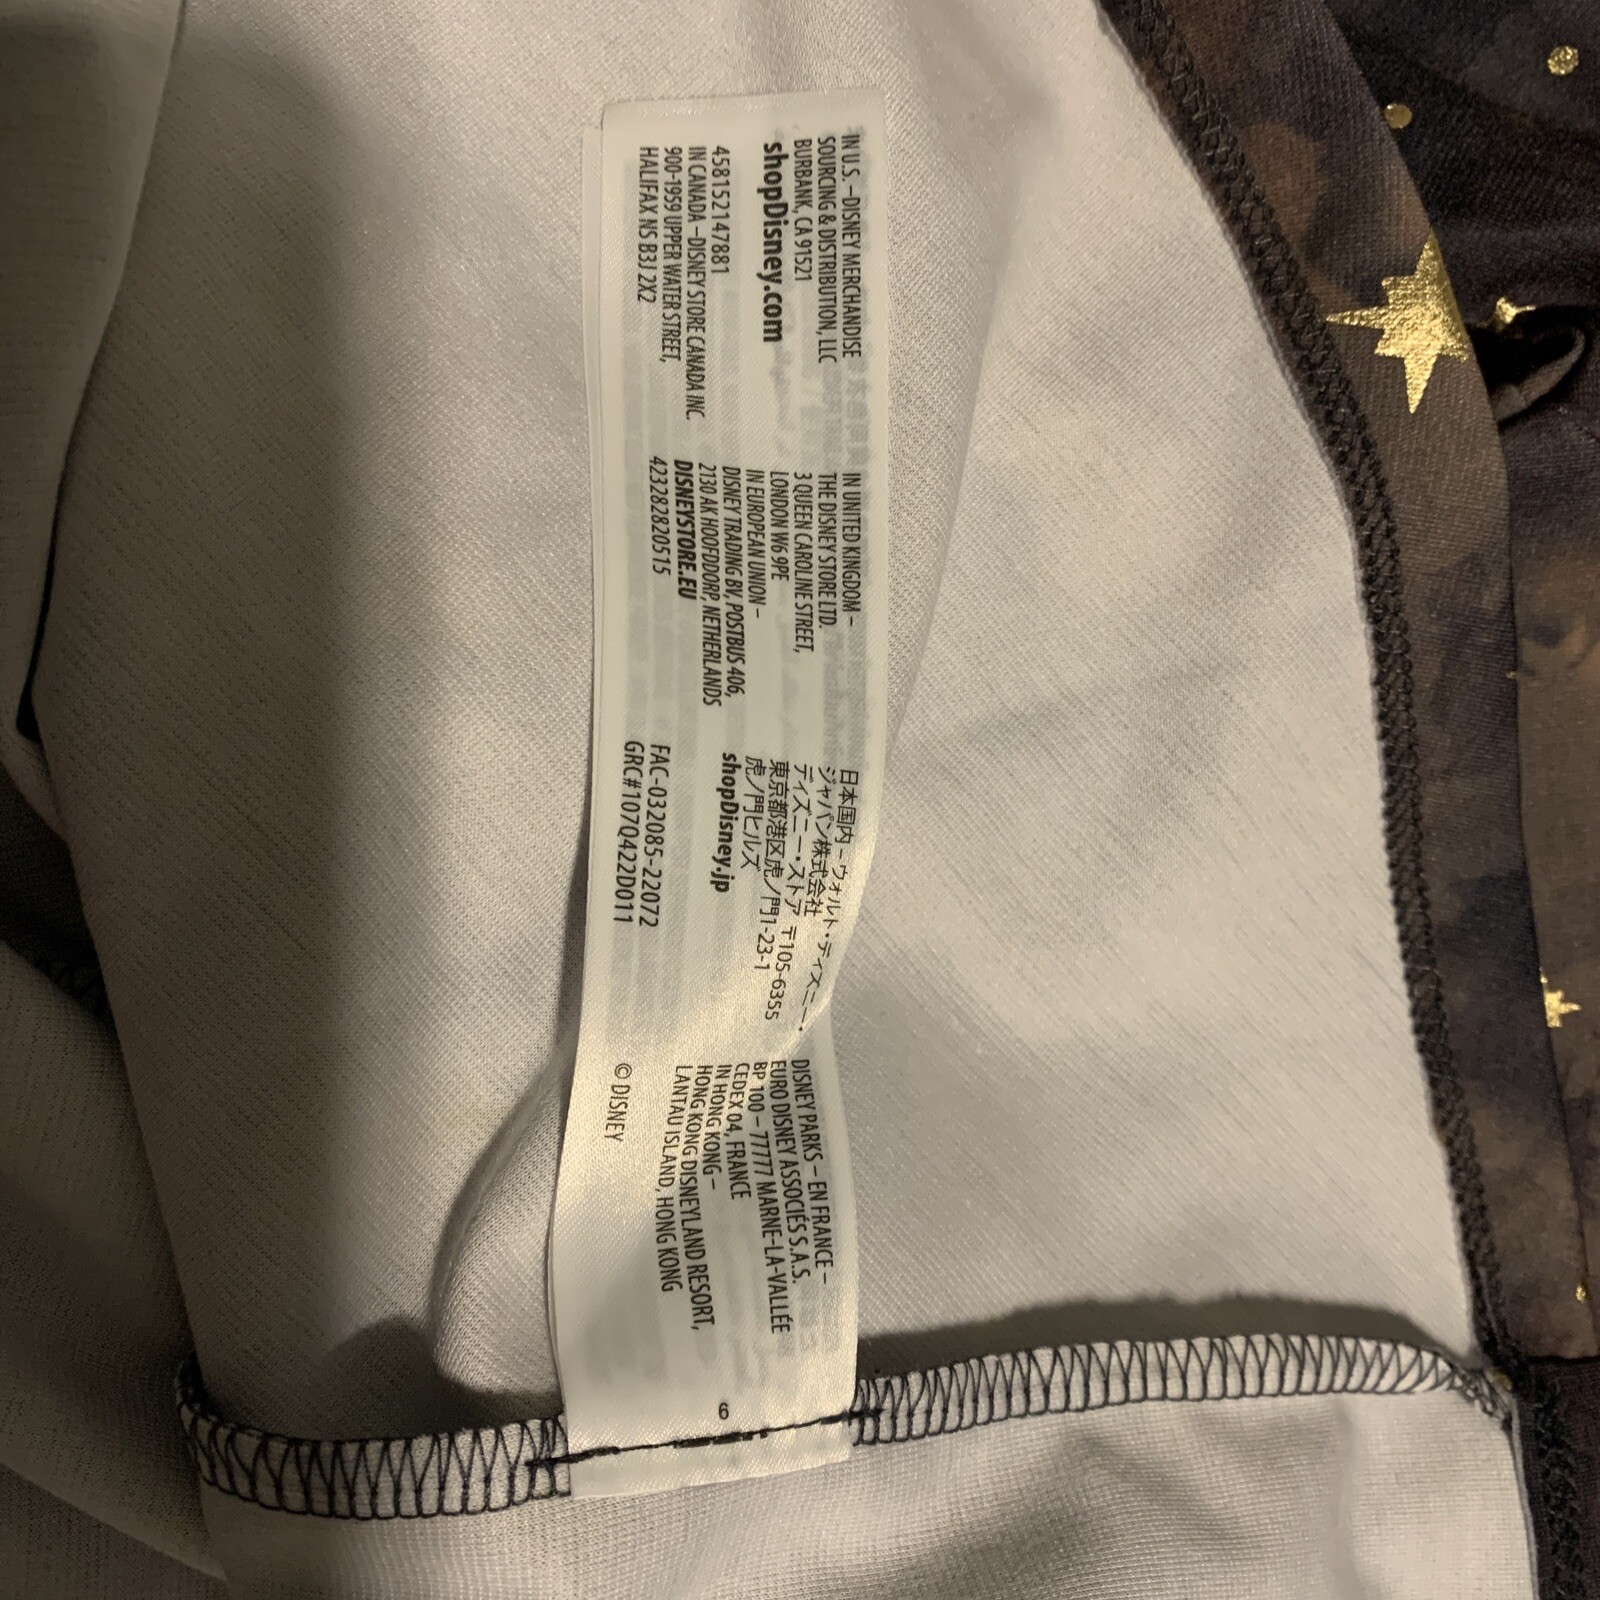 IN U.S. –DISNEY MERCHANDISE
SOURCING & DISTRIBUTION, LLC
BURBANK, CA 91521
shopDisney.com
458152147881
IN CANADA –DISNEY STORE CANADA INC.
900-1959 UPPER WATER STREET,
HALIFAX NS B3J 2X2
IN UNITED KINGDOM –
THE DISNEY STORE LTD.
3 QUEEN CAROLINE STREET,
LONDON W6 9PE
IN EUROPEAN UNION –
DISNEY TRADING BV, POSTBUS 406,
2130 AK HOOFDDORP, NETHERLANDS
DISNEYSTORE.EU
423282820515
日本国内 – ウォルト・ディズニー・
ジャパン株式会社
ディズニー・ストア 〒105-6355
東京都港区虎ノ門1-23-1
虎ノ門ヒルズ
shopDisney.jp
FAC-032085-22072
GRC#107Q422D011
DISNEY PARKS – EN FRANCE –
EURO DISNEY ASSOCIÉS S.A.S.
BP 100 – 77777 MARNE-LA-VALLÉE
CEDEX 04, FRANCE
IN HONG KONG –
HONG KONG DISNEYLAND RESORT,
LANTAU ISLAND, HONG KONG
© DISNEY
6